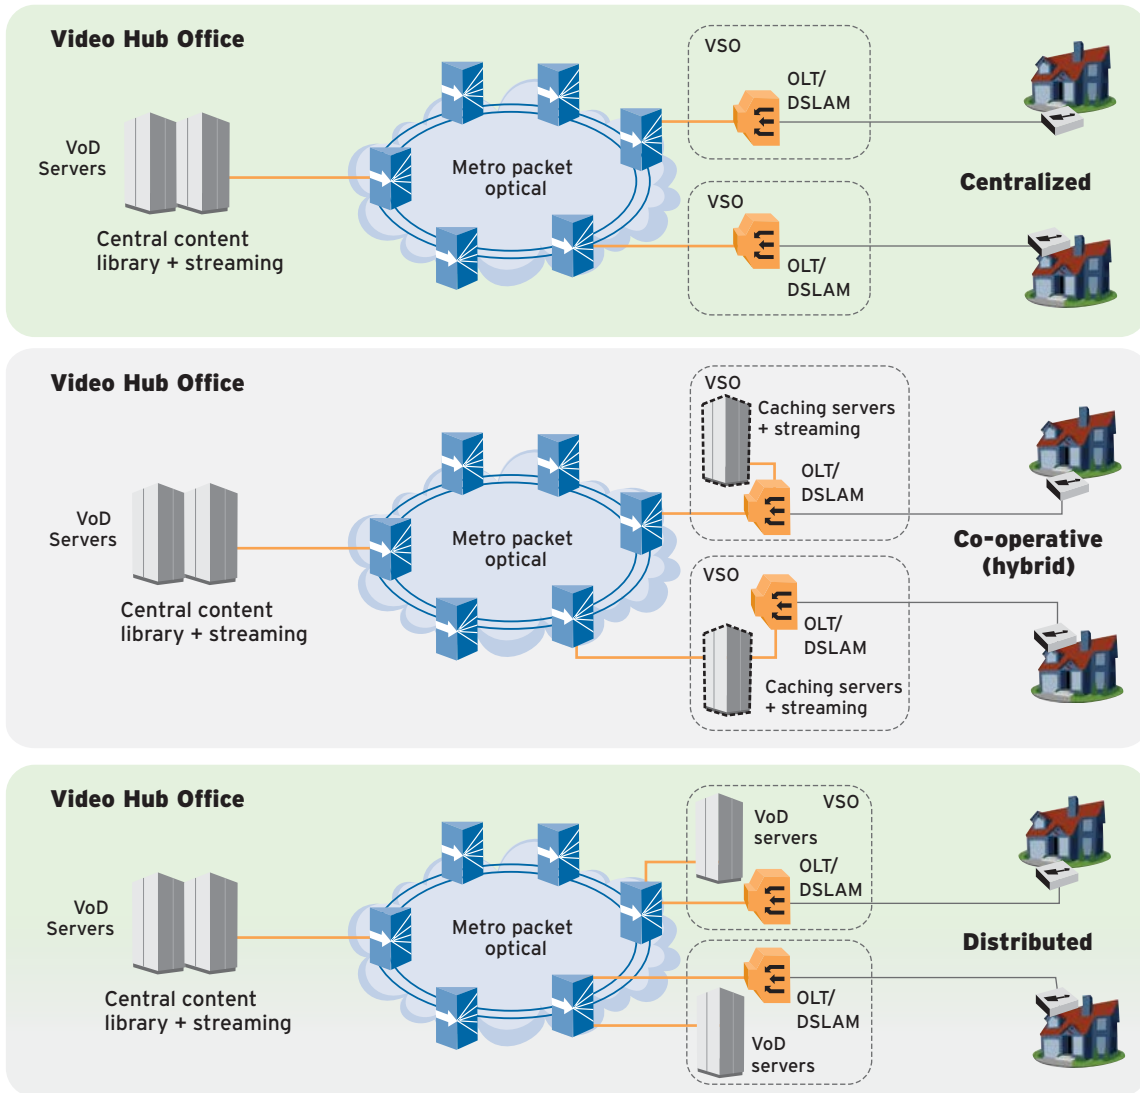 Video Hub Office
VoD
Servers
Central content
library + streaming
Metro packet
optical
VSO
OLT/
DSLAM
VSO
OLT/
DSLAM
Centralized
Video Hub Office
VoD
Servers
Central content
library + streaming
Metro packet
optical
VSO
Caching servers
+ streaming
OLT/
DSLAM
VSO
OLT/
DSLAM
Caching servers
+ streaming
Co-operative
(hybrid)
Video Hub Office
VoD
Servers
Central content
library + streaming
Metro packet
optical
VSO
VoD
servers
OLT/
DSLAM
OLT/
DSLAM
VoD
servers
Distributed